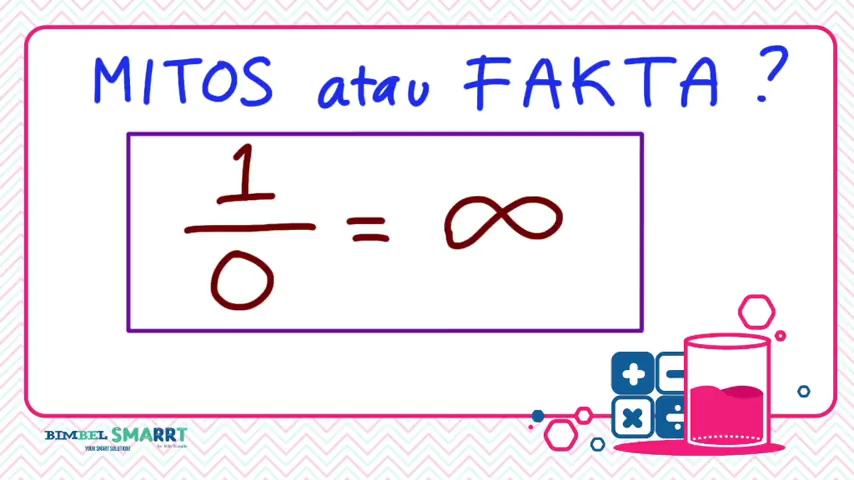 MITOS atau FAKTA ?
1
0
= ∞
BIMBEL SMARRT
YOUR SMART SOLUTION!